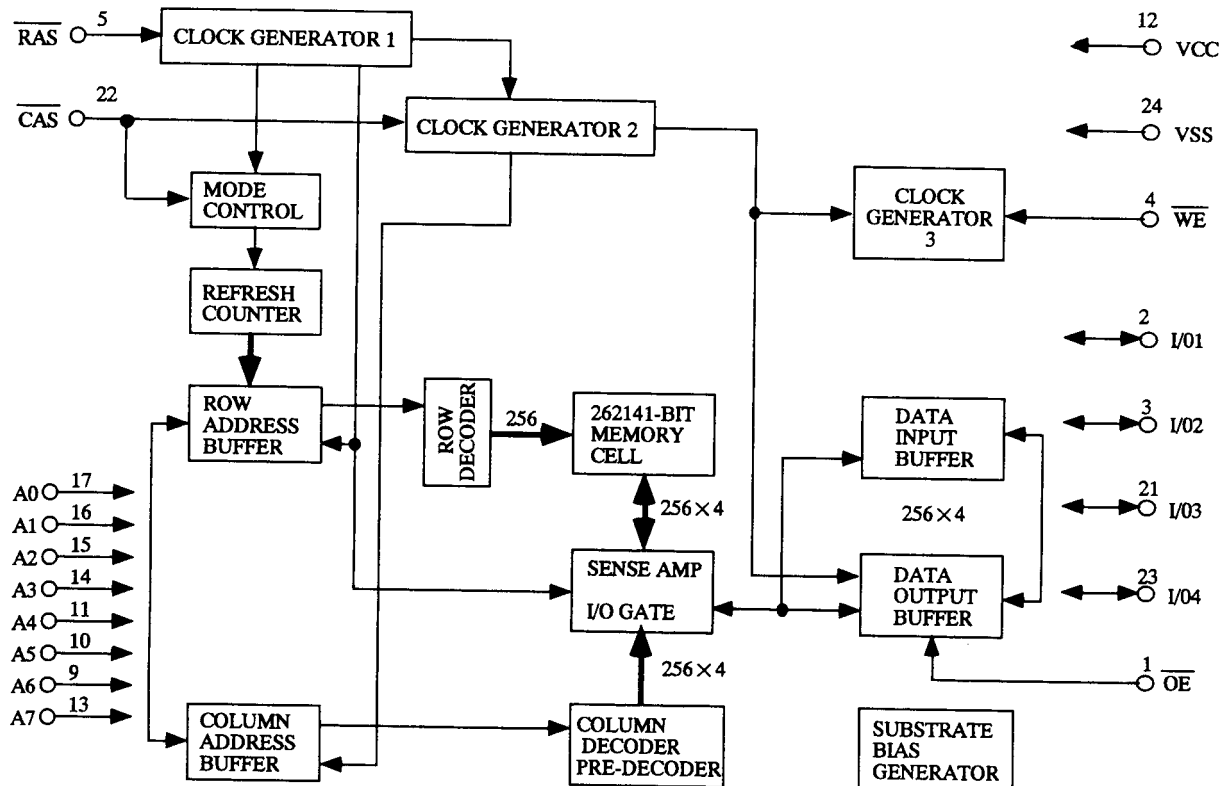 RAS 5
CLOCK GENERATOR 1
12 VCC
CAS 22
CLOCK GENERATOR 2
24 VSS
MODE
CONTROL
CLOCK
GENERATOR
3
4 WE
REFRESH
COUNTER
2 I/01
ROW
ADDRESS
BUFFER
ROW
DECODER
256
262141-BIT
MEMORY
CELL
DATA
INPUT
BUFFER
3 I/02
A0 17
A1 16
A2 15
A3 14
A4 11
A5 10
A6 9
A7 13
256×4
256×4
21 I/03
SENSE AMP
I/O GATE
DATA
OUTPUT
BUFFER
23 I/04
256×4
1 OE
COLUMN
ADDRESS
BUFFER
COLUMN
DECODER
PRE-DECODER
SUBSTRATE
BIAS
GENERATOR